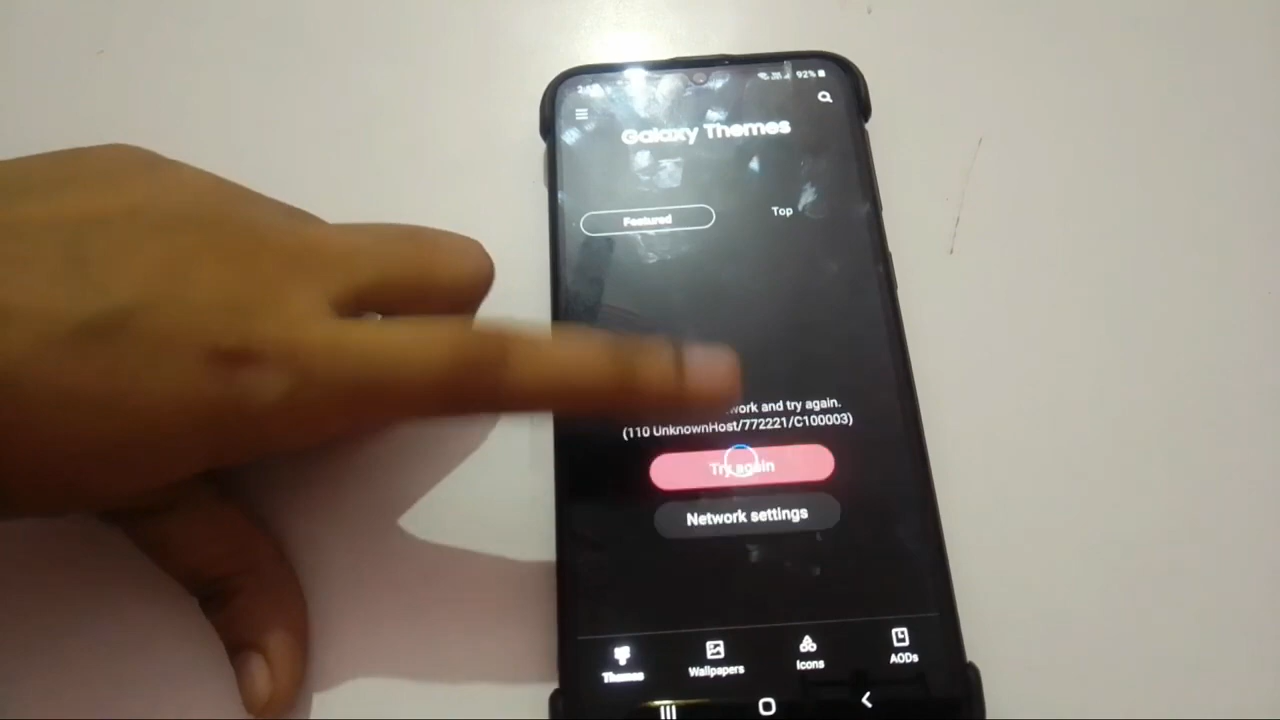 92%
Galaxy Themes
Featured
Top
work and try again.
(110 UnknownHost/772221/C100003)
Try again
Network settings
Themes
Wallpapers
Icons
AODs